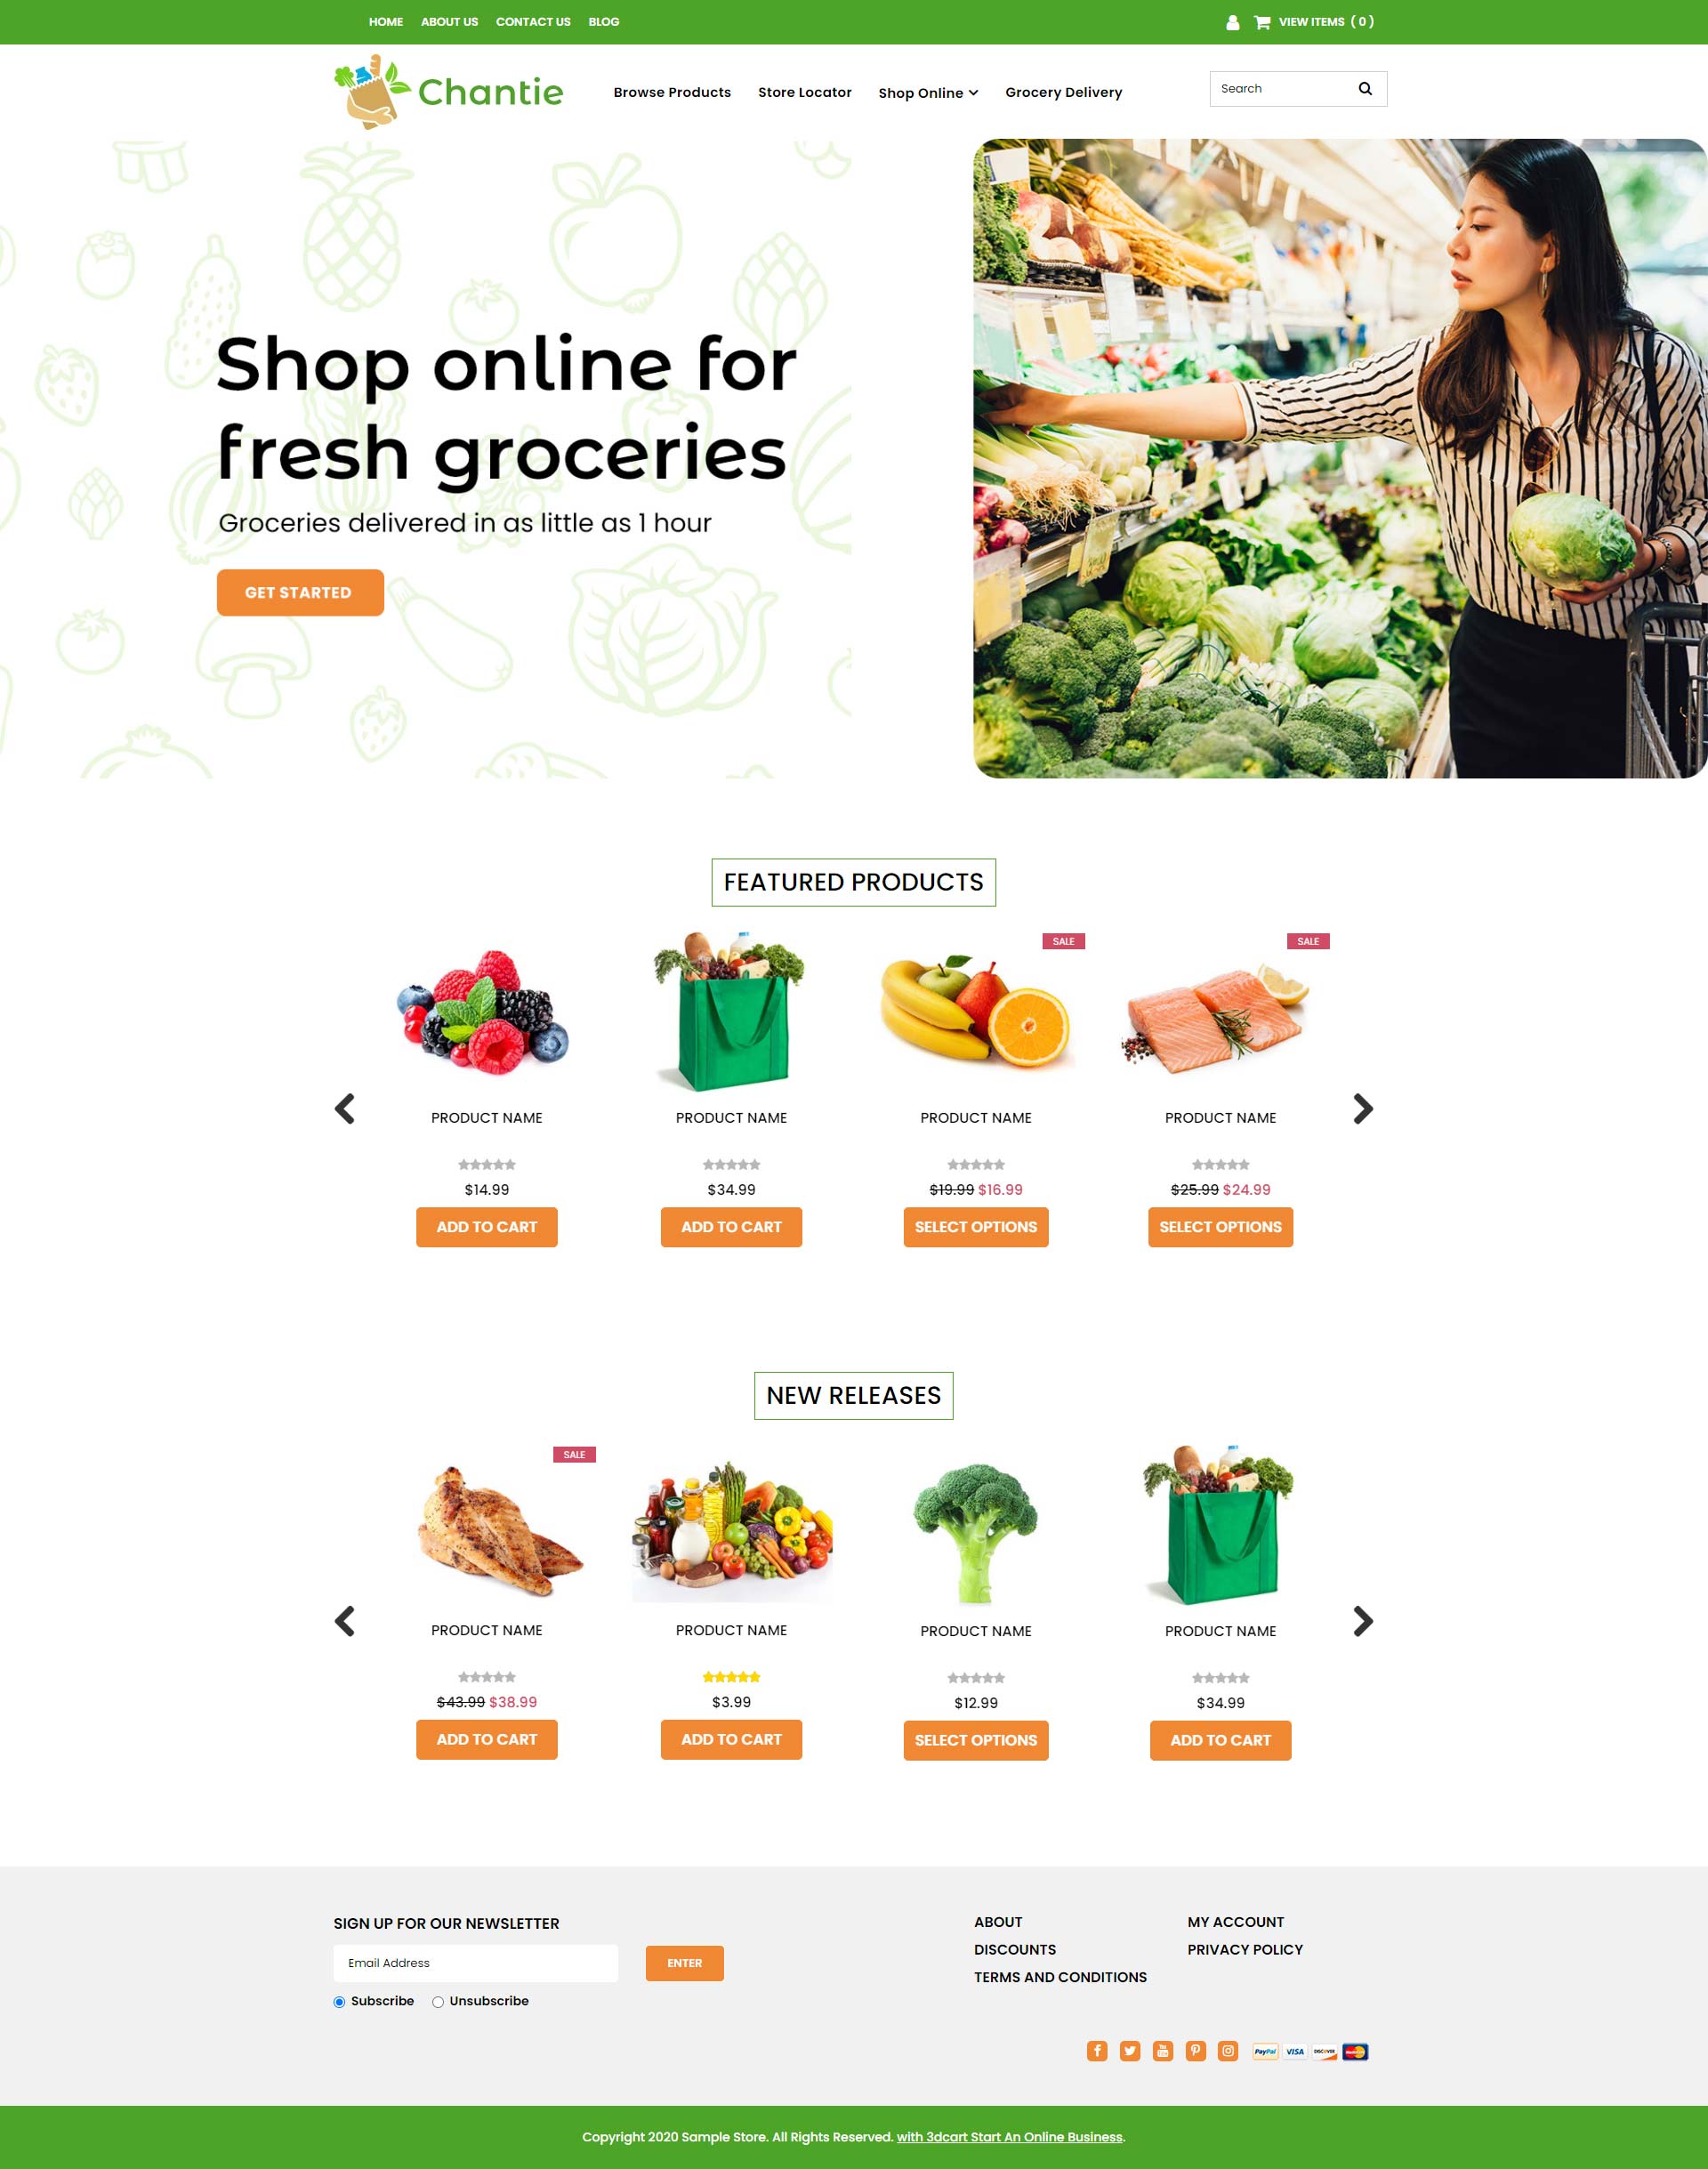 HOME ABOUT US CONTACT US BLOG VIEW ITEMS ( 0 )
Chantie Browse Products Store Locator Shop Online Grocery Delivery Search
Shop online for
fresh groceries
Groceries delivered in as little as 1 hour
GET STARTED
FEATURED PRODUCTS
SALE SALE
PRODUCT NAME PRODUCT NAME PRODUCT NAME PRODUCT NAME
$14.99 $34.99 $19.99 $16.99 $25.99 $24.99
ADD TO CART ADD TO CART SELECT OPTIONS SELECT OPTIONS
NEW RELEASES
SALE
PRODUCT NAME PRODUCT NAME PRODUCT NAME PRODUCT NAME
$43.99 $38.99 $3.99 $12.99 $34.99
ADD TO CART ADD TO CART SELECT OPTIONS ADD TO CART
SIGN UP FOR OUR NEWSLETTER ABOUT MY ACCOUNT
Email Address ENTER DISCOUNTS PRIVACY POLICY
TERMS AND CONDITIONS
Subscribe Unsubscribe
PayPal VISA DISCOVER MasterCard
Copyright 2020 Sample Store. All Rights Reserved. with 3dcart Start An Online Business.